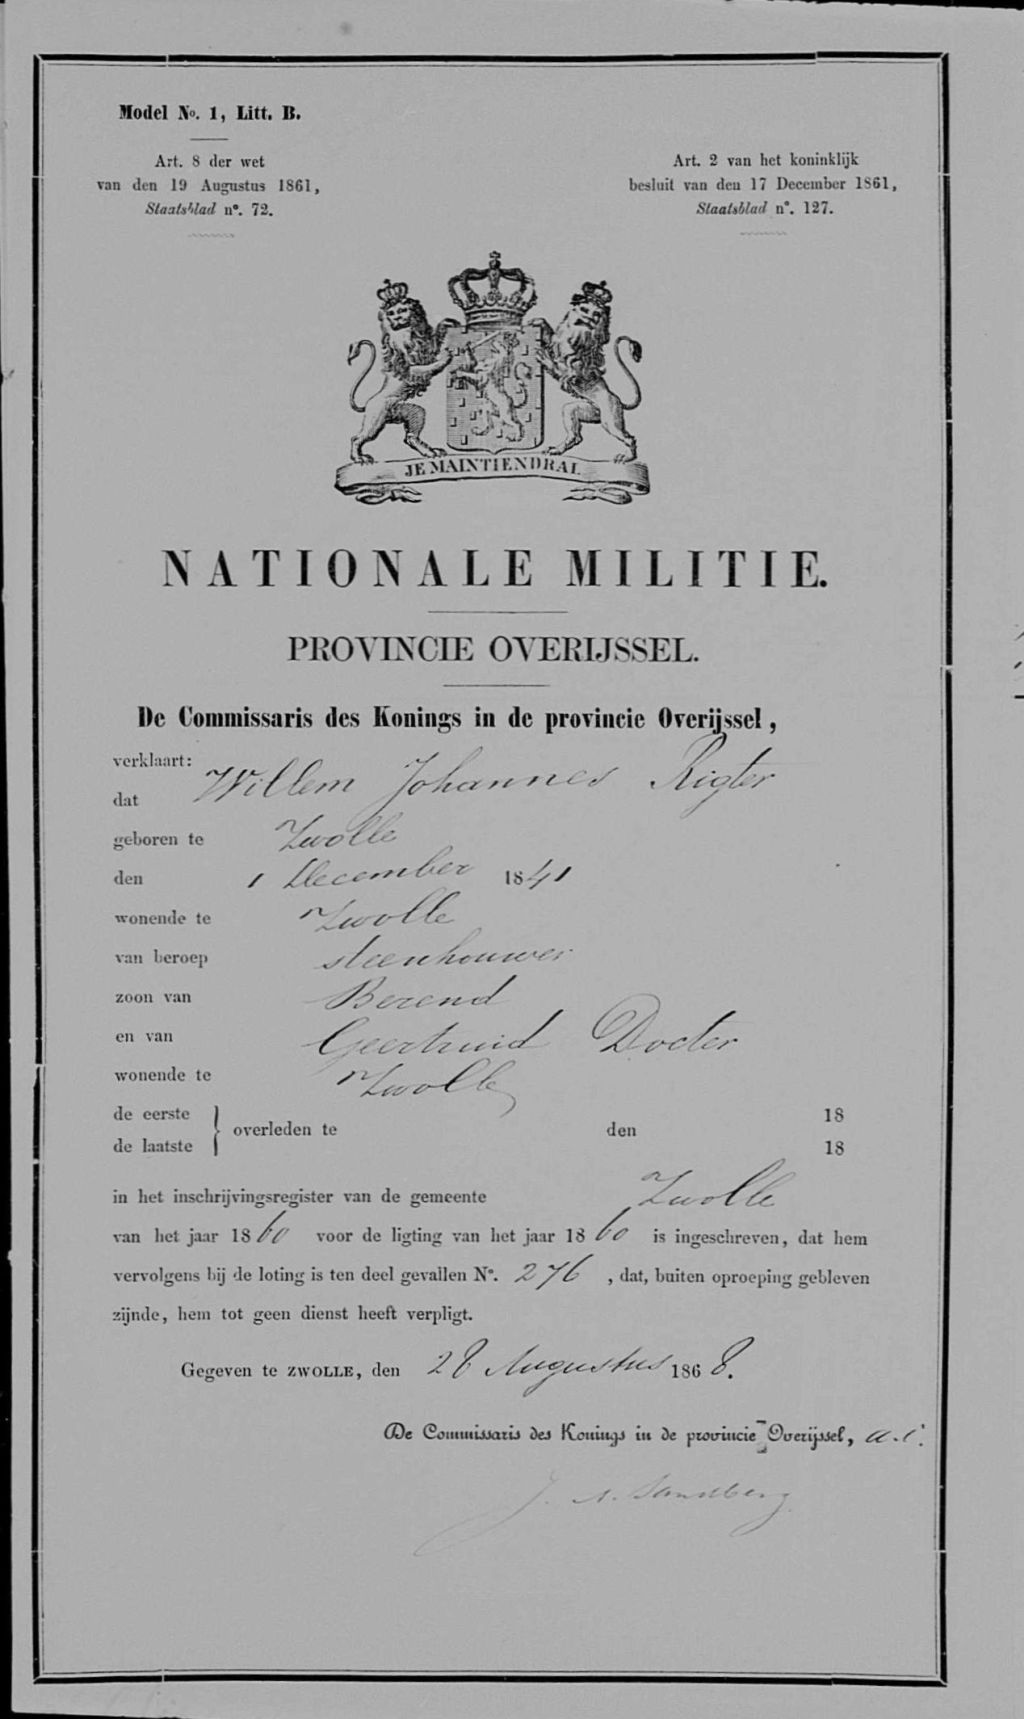 Model No. 1, Litt. B.
Art. 8 der wet
van den 19 Augustus 1861,
Staatsblad n°. 72.
Art. 2 van het koninklijk
besluit van den 17 December 1861,
Staatsblad n°. 127.
JE MAINTIENDRAI.
NATIONALE MILITIE.
PROVINCIE OVERIJSSEL.
De Commissaris des Konings in de provincie Overijssel,
verklaart:
dat Willem Johannes Rigter
geboren te Zwolle
den 1 December 1841
wonende te Zwolle
van beroep steenhouwer
zoon van Berend
en van Geertruid Docter
wonende te Zwolle
de eerste } overleden te den 18
de laatste } 18
in het inschrijvingsregister van de gemeente Zwolle
van het jaar 1860 voor de ligting van het jaar 1860 is ingeschreven, dat hem
vervolgens bij de loting is ten deel gevallen N°. 276, dat, buiten oproeping gebleven
zijnde, hem tot geen dienst heeft verpligt.
Gegeven te ZWOLLE, den 28 Augustus 1868.
De Commissaris des Konings in de provincie Overijssel, a.i.
J. A. Sandberg